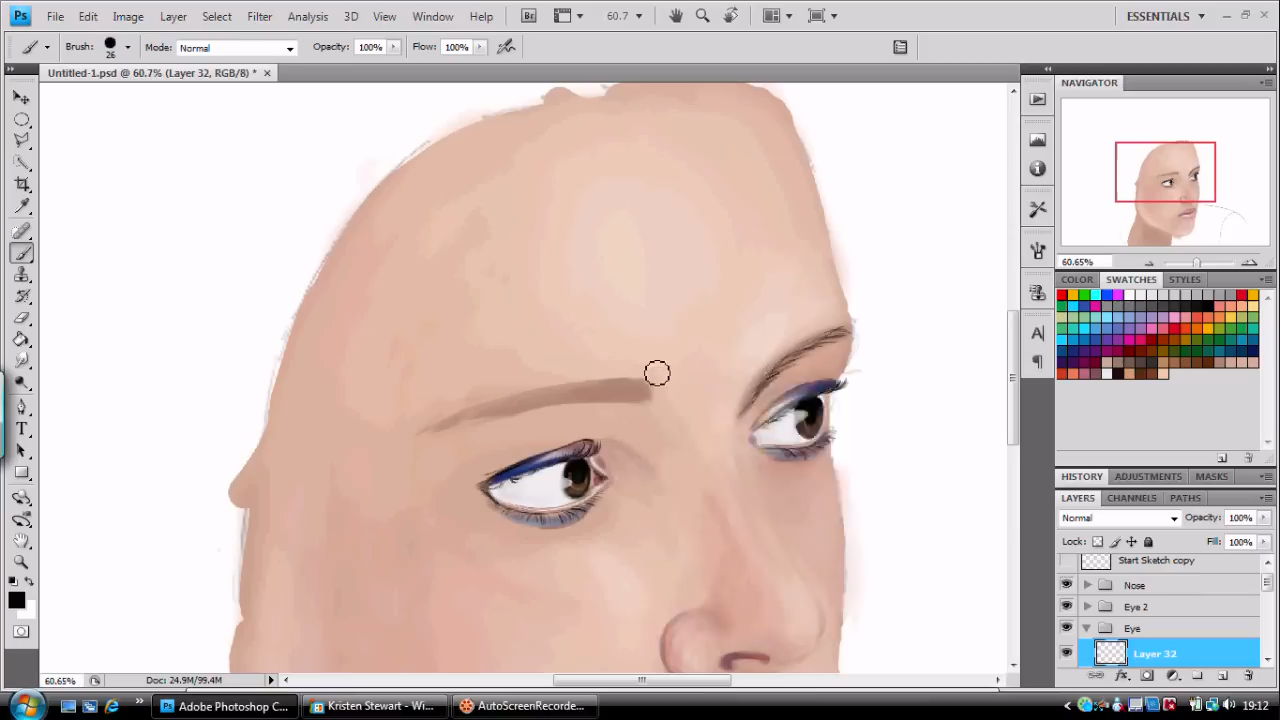 Ps File Edit Image Layer Select Filter Analysis 3D View Window Help Br 60.7 ESSENTIALS
Brush: 26 Mode: Normal Opacity: 100% Flow: 100%
Untitled-1.psd @ 60.7% (Layer 32, RGB/8) *
NAVIGATOR
60.65%
COLOR SWATCHES STYLES
HISTORY ADJUSTMENTS MASKS
LAYERS CHANNELS PATHS
Normal Opacity: 100%
Lock: Fill: 100%
Start Sketch copy
Nose
Eye 2
Eye
Layer 32
60.65% Doc: 24.9M/99.4M
Adobe Photoshop C... Kristen Stewart - Wi... AutoScreenRecorde... 19:12